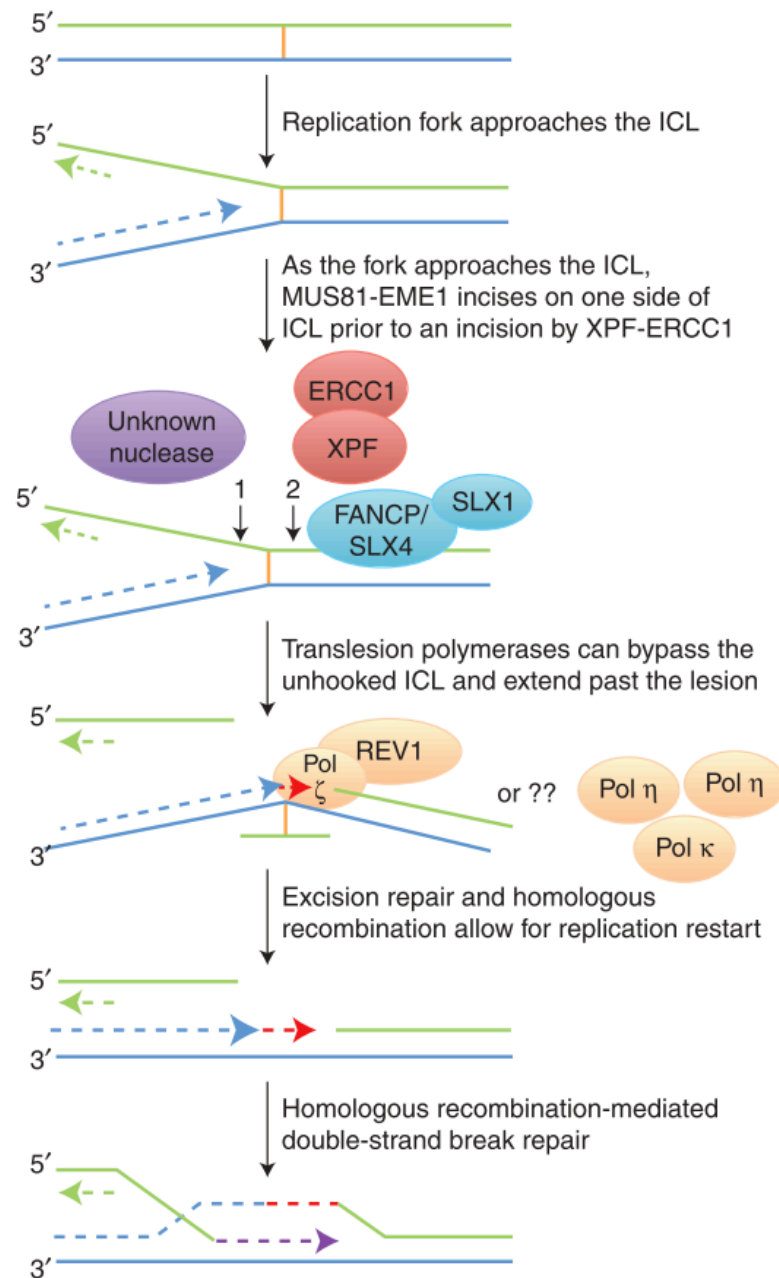 5′
3′
Replication fork approaches the ICL
5′
3′
As the fork approaches the ICL,
MUS81-EME1 incises on one side of
ICL prior to an incision by XPF-ERCC1
ERCC1
XPF
Unknown
nuclease
1
2
FANCP/
SLX4
SLX1
5′
3′
Translesion polymerases can bypass the
unhooked ICL and extend past the lesion
5′
REV1
Pol
ζ
or ??
Pol η
Pol η
Pol κ
3′
Excision repair and homologous
recombination allow for replication restart
5′
3′
Homologous recombination-mediated
double-strand break repair
5′
3′